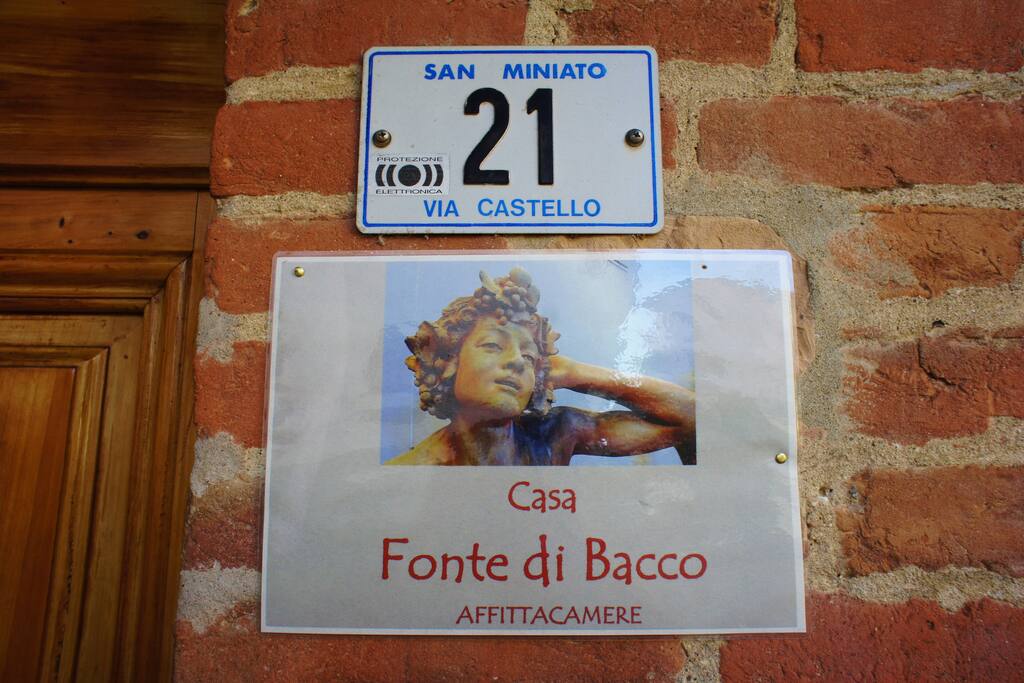 SAN MINIATO
21
PROTEZIONE
ELETTRONICA
VIA CASTELLO
Casa
Fonte di Bacco
AFFITTACAMERE